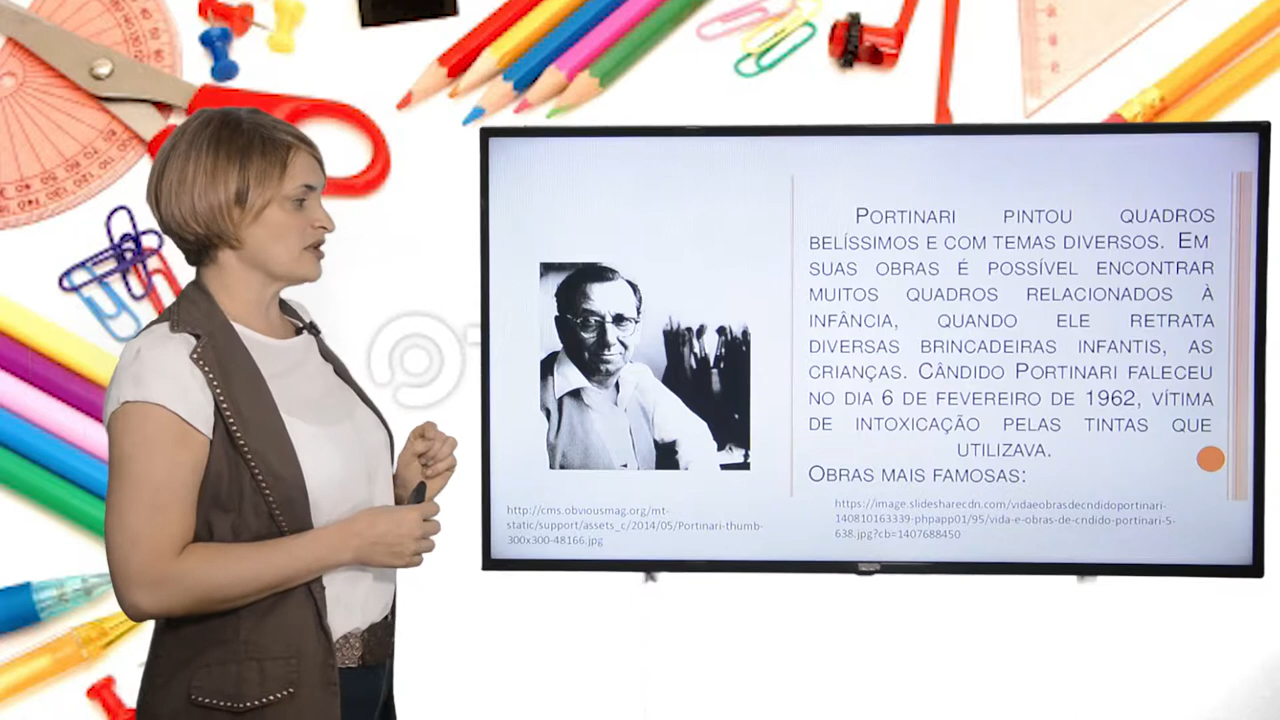 PORTINARI PINTOU QUADROS
BELÍSSIMOS E COM TEMAS DIVERSOS. EM
SUAS OBRAS É POSSÍVEL ENCONTRAR
MUITOS QUADROS RELACIONADOS À
INFÂNCIA, QUANDO ELE RETRATA
DIVERSAS BRINCADEIRAS INFANTIS, AS
CRIANÇAS. CÂNDIDO PORTINARI FALECEU
NO DIA 6 DE FEVEREIRO DE 1962, VÍTIMA
DE INTOXICAÇÃO PELAS TINTAS QUE
UTILIZAVA.
OBRAS MAIS FAMOSAS:
http://cms.obviousmag.org/mt-
static/support/assets_c/2014/05/Portinari-thumb-
300x300-48166.jpg
https://image.slidesharecdn.com/vidaeobrasdecndidoportinari-
140810163339-phpapp01/95/vida-e-obras-de-cndido-portinari-5-
638.jpg?cb=1407688450